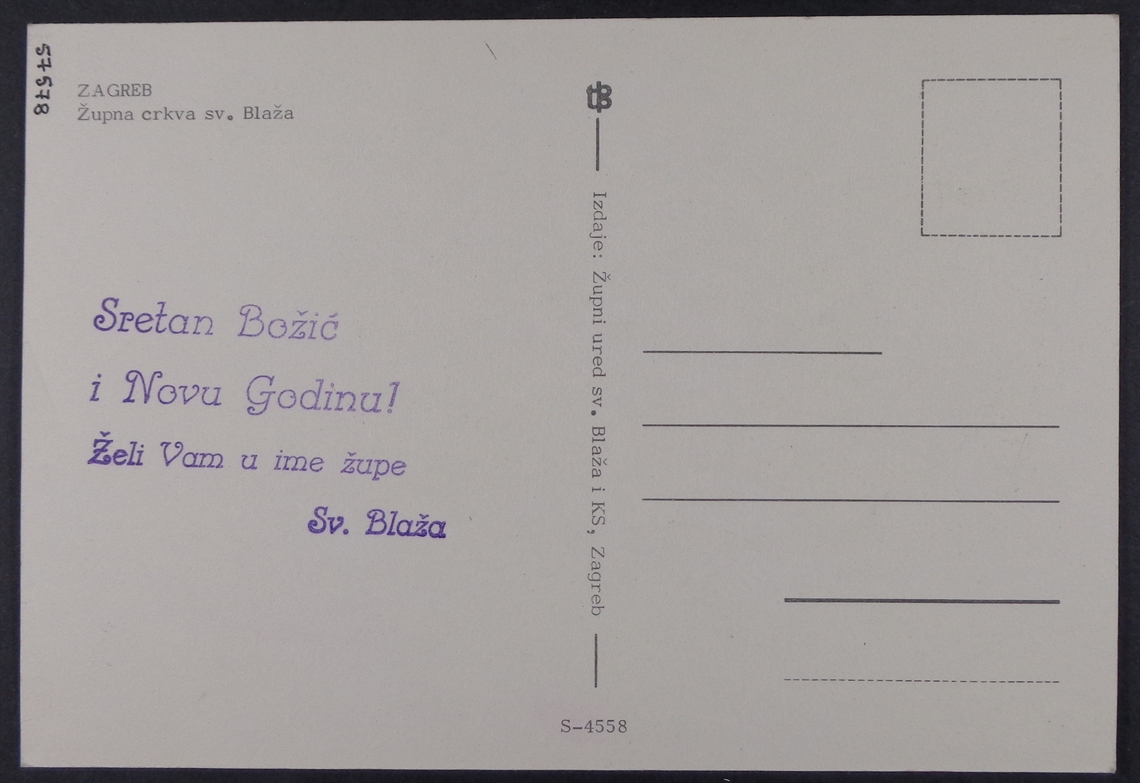 57578
ZAGREB
Župna crkva sv. Blaža
Sretan Božić
i Novu Godinu!
Želi Vam u ime župe
Sv. Blaža
Izdaje: Župni ured sv. Blaža i KS, Zagreb
S-4558